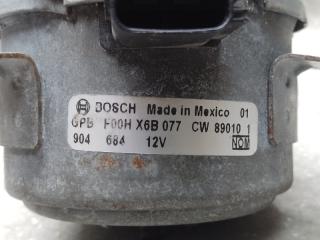 BOSCH Made in Mexico 01
GPB F00H X6B 077 CW 89010 1
904 684 12V NOM